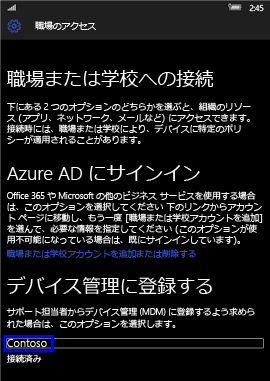 2:45
職場のアクセス
職場または学校への接続
下にある 2 つのオプションのどちらかを選ぶと、組織のリソー
ス (アプリ、ネットワーク、メールなど) にアクセスできます。
接続時には、職場または学校により、デバイスに特定のポリ
シーが適用されることがあります。
Azure AD にサインイン
Office 365 や Microsoft の他のビジネス サービスを使用する場合
は、このオプションを選択してください 下のリンクからアカウン
ト ページに移動し、もう一度 [職場または学校アカウントを追加]
を選んで、必要な情報を指定してください (このオプションが使
用不可能になっている場合は、既にサインインしています)。
職場または学校アカウントを追加または削除する
デバイス管理に登録する
サポート担当者からデバイス管理 (MDM) に登録するよう求め
られた場合は、このオプションを選択します。
Contoso
接続済み